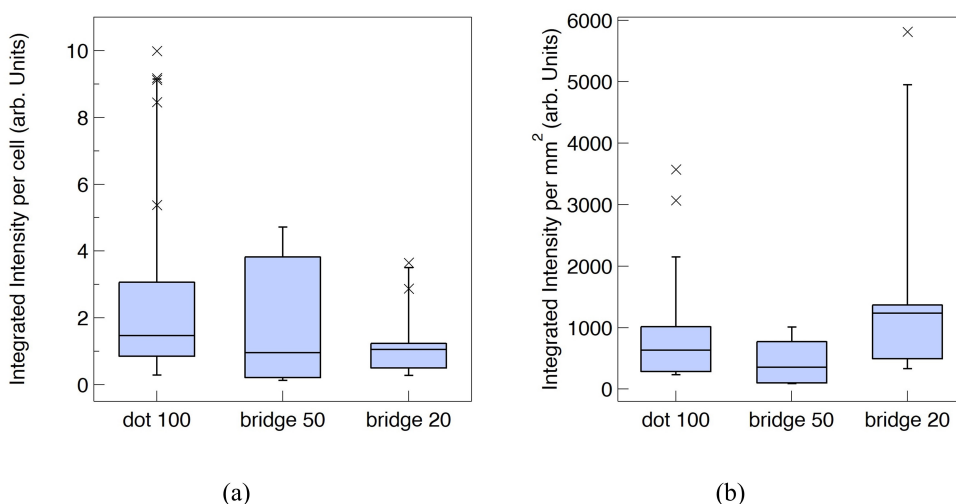 Integrated Intensity per cell (arb. Units)
10
8
6
4
2
0
dot 100 bridge 50 bridge 20
(a)
Integrated Intensity per mm² (arb. Units)
6000
5000
4000
3000
2000
1000
0
dot 100 bridge 50 bridge 20
(b)